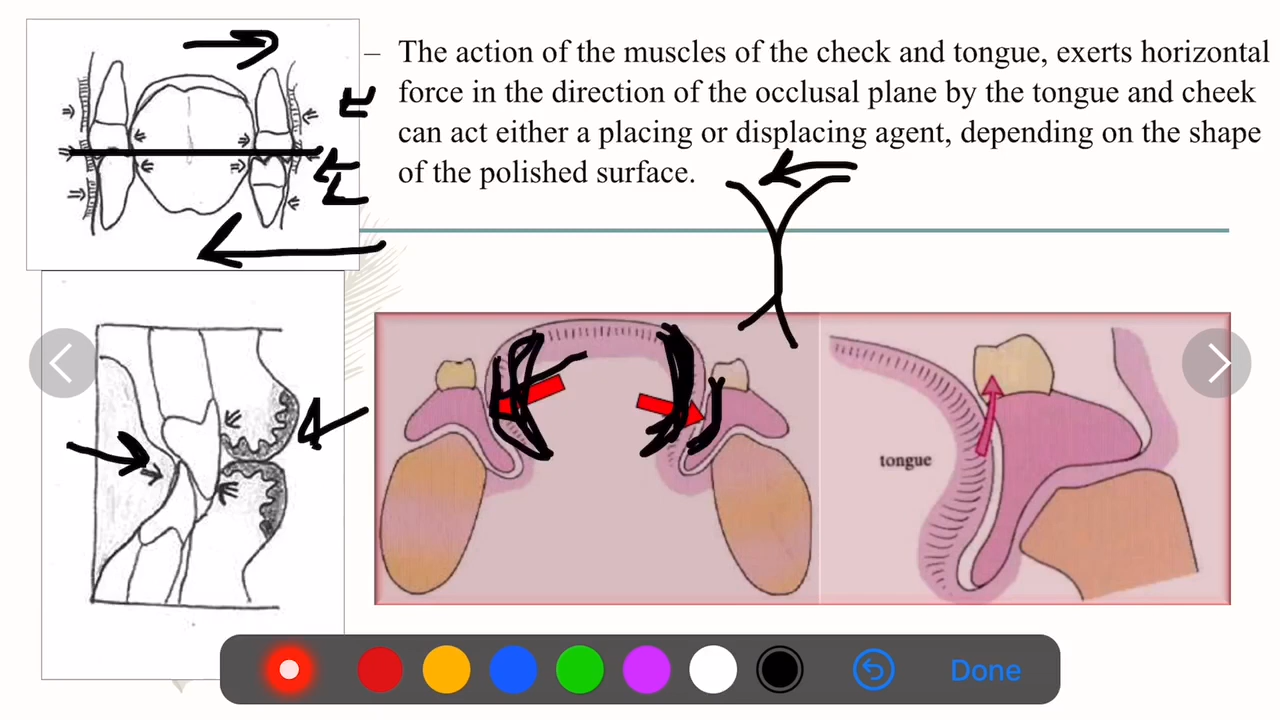 – The action of the muscles of the check and tongue, exerts horizontal
force in the direction of the occlusal plane by the tongue and cheek
can act either a placing or displacing agent, depending on the shape
of the polished surface.
tongue
Done